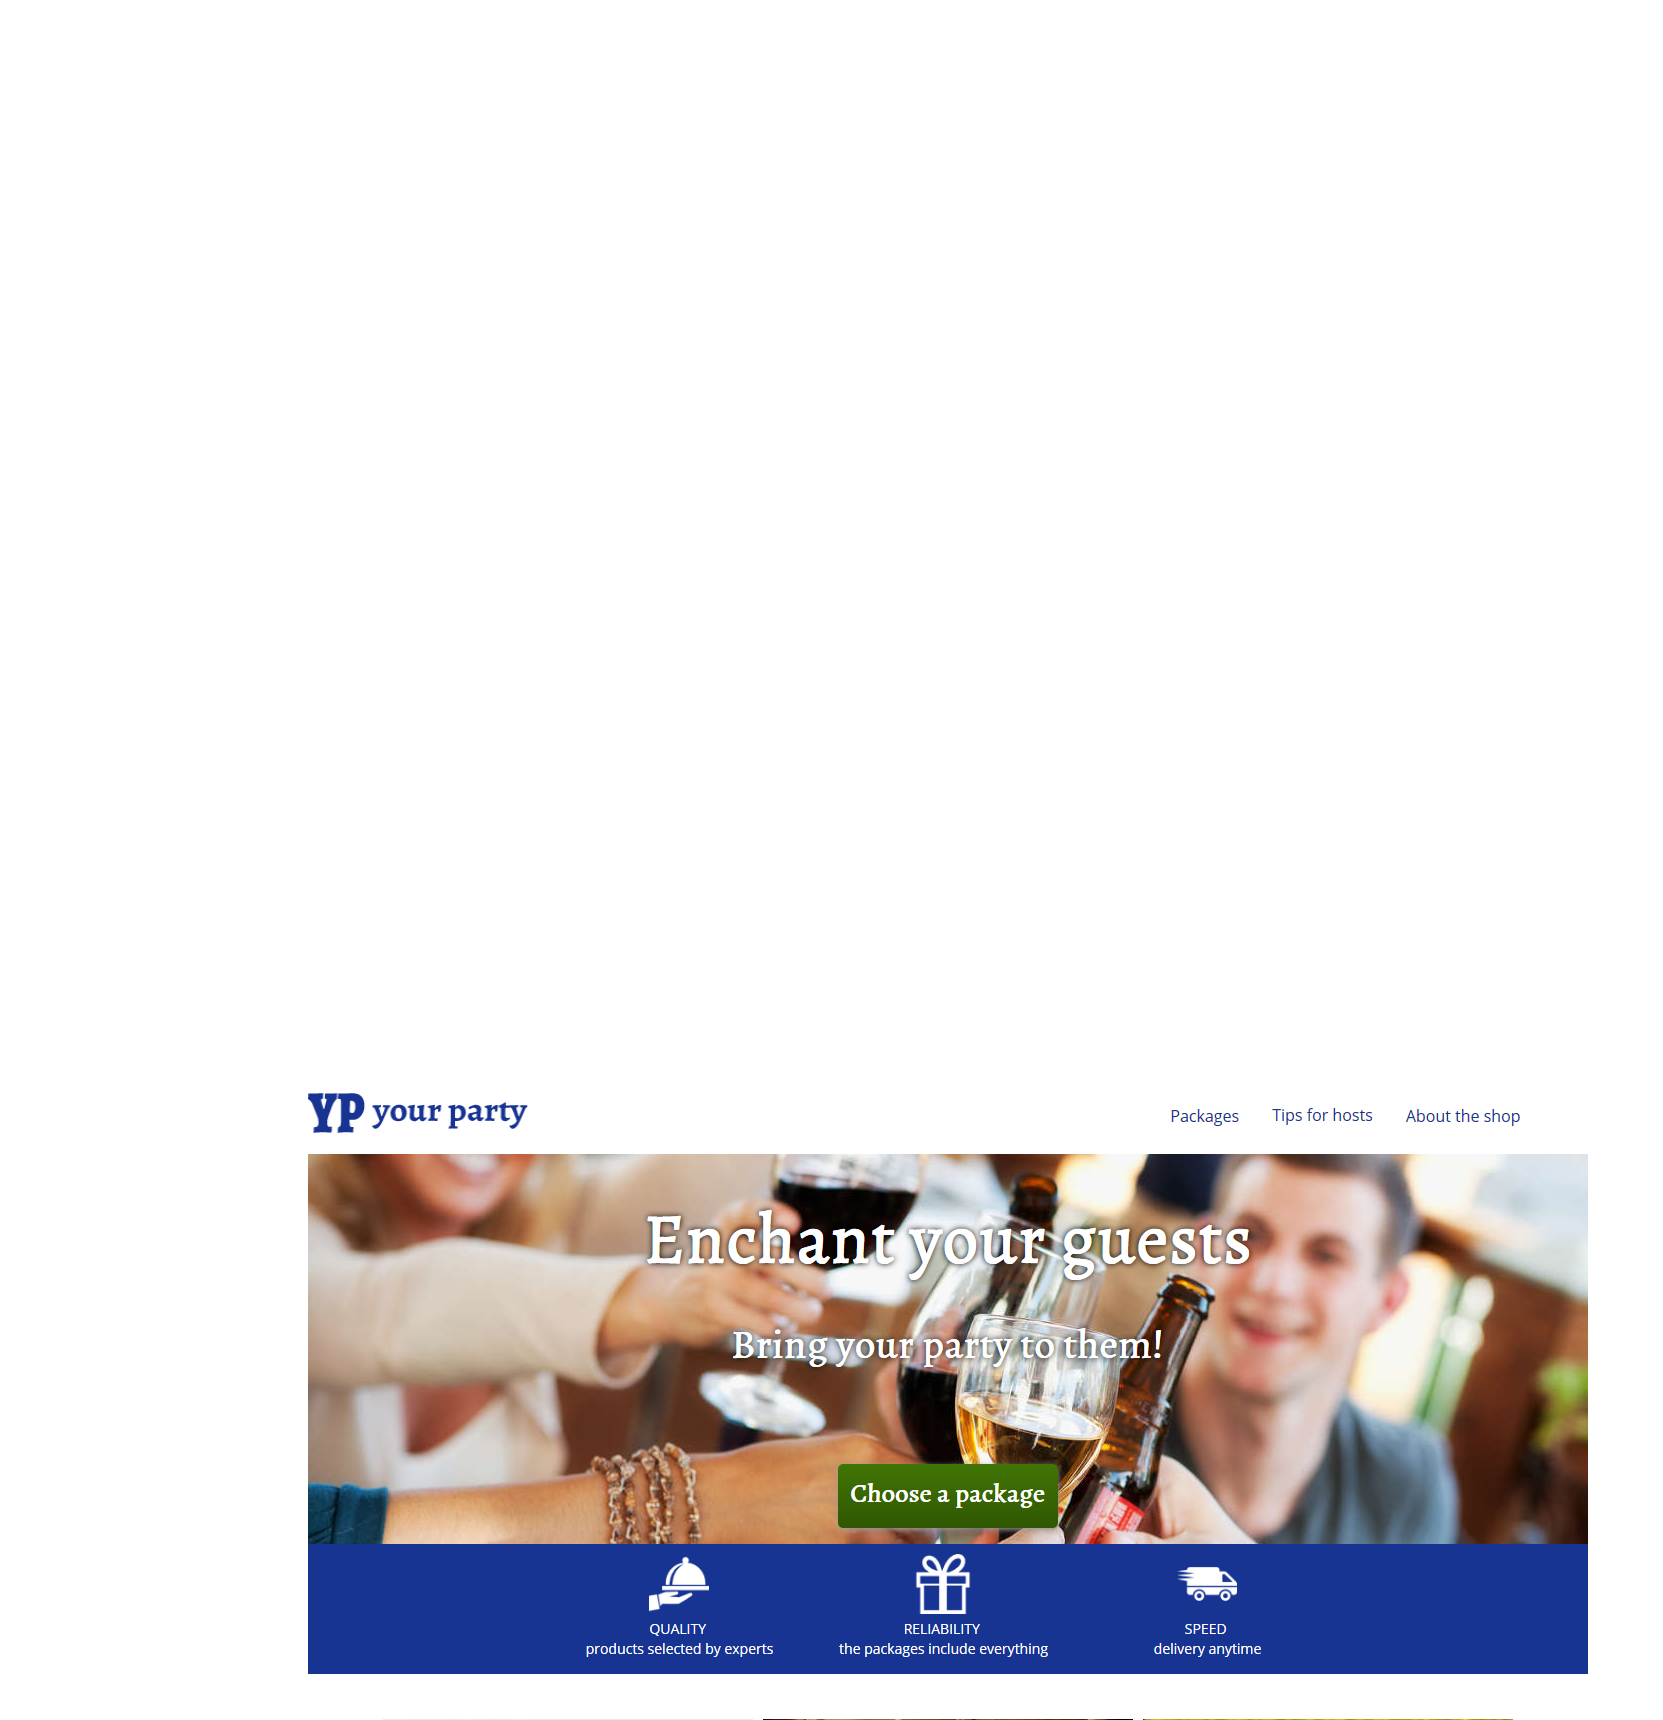 YP your party
Packages
Tips for hosts
About the shop
Enchant your guests
Bring your party to them!
Choose a package
QUALITY
products selected by experts
RELIABILITY
the packages include everything
SPEED
delivery anytime